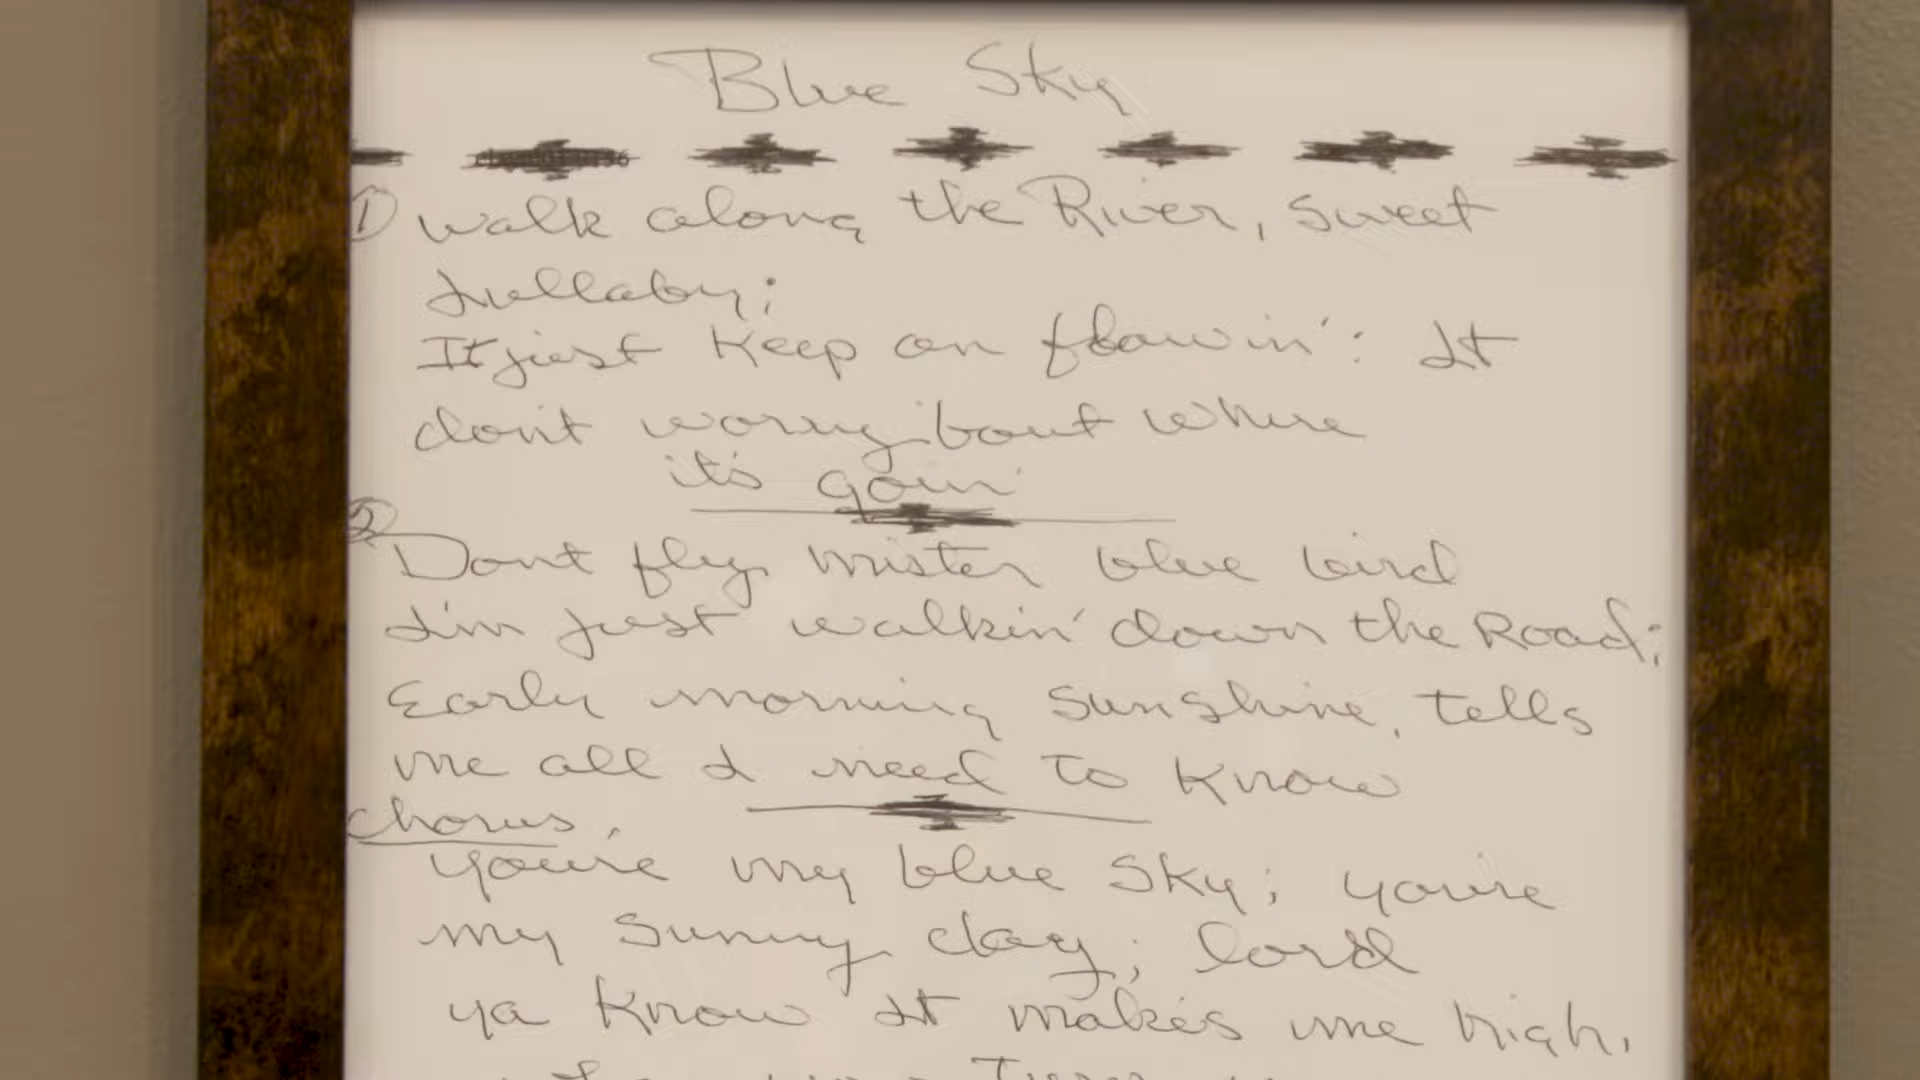 Blue Sky
① walk along the River, sweet
Lullaby;
It just keep on flowin': It
don't worry 'bout where
it's goin'
② Dont fly mister blue bird
I'm just walkin' down the Road;
Early morning Sunshine, tells
me all I need to know
chorus.
you're my blue sky; you're
my sunny day; lord
ya know It makes me high,